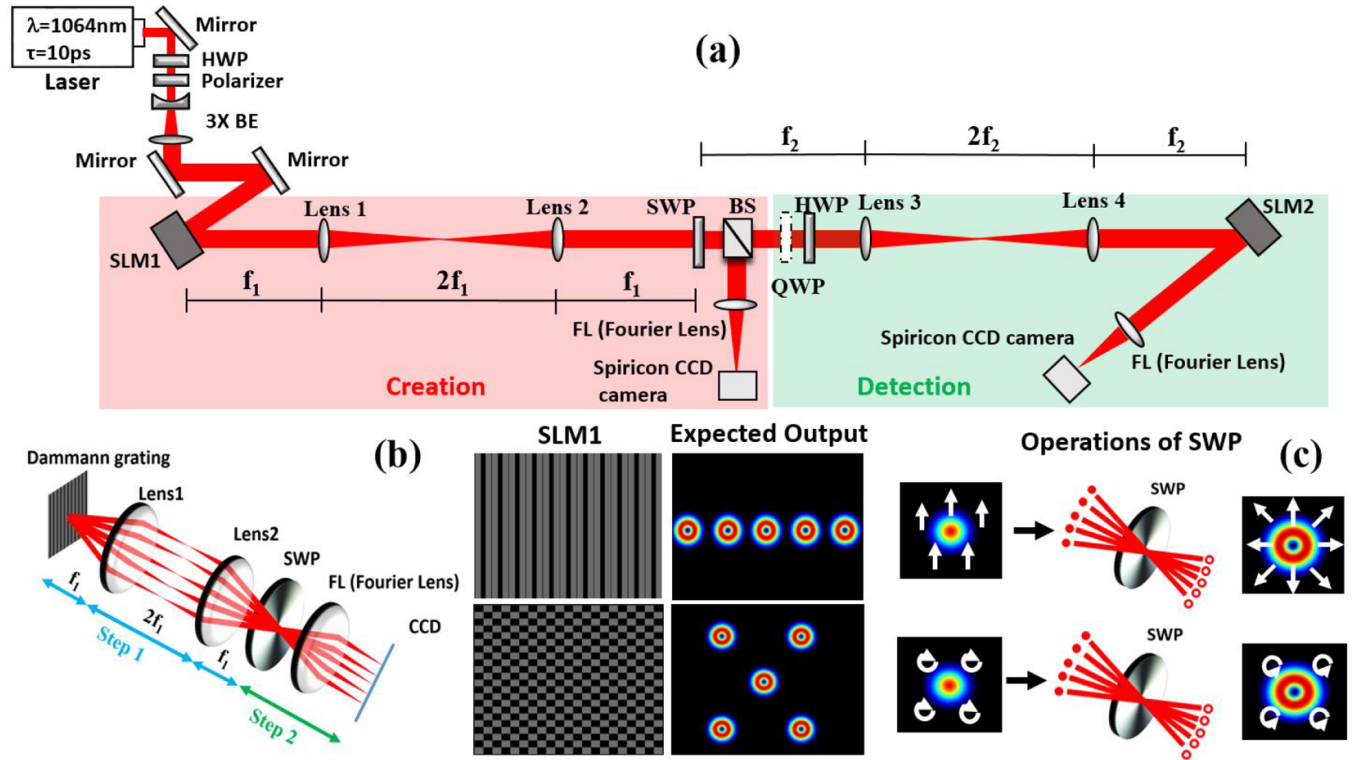 λ=1064nm
τ=10ps
Laser
Mirror
HWP
Polarizer
3X BE
Mirror
Mirror
(a)
f₂
2f₂
f₂
SLM1
Lens 1
Lens 2
SWP
BS
HWP
Lens 3
Lens 4
SLM2
QWP
f₁
2f₁
f₁
FL (Fourier Lens)
Spiricon CCD
camera
Spiricon CCD camera
FL (Fourier Lens)
Creation
Detection
(b)
Dammann grating
Lens1
Lens2
SWP
FL (Fourier Lens)
CCD
f₁
2f₁
f₁
Step 1
Step 2
SLM1
Expected Output
Operations of SWP
(c)
SWP
SWP